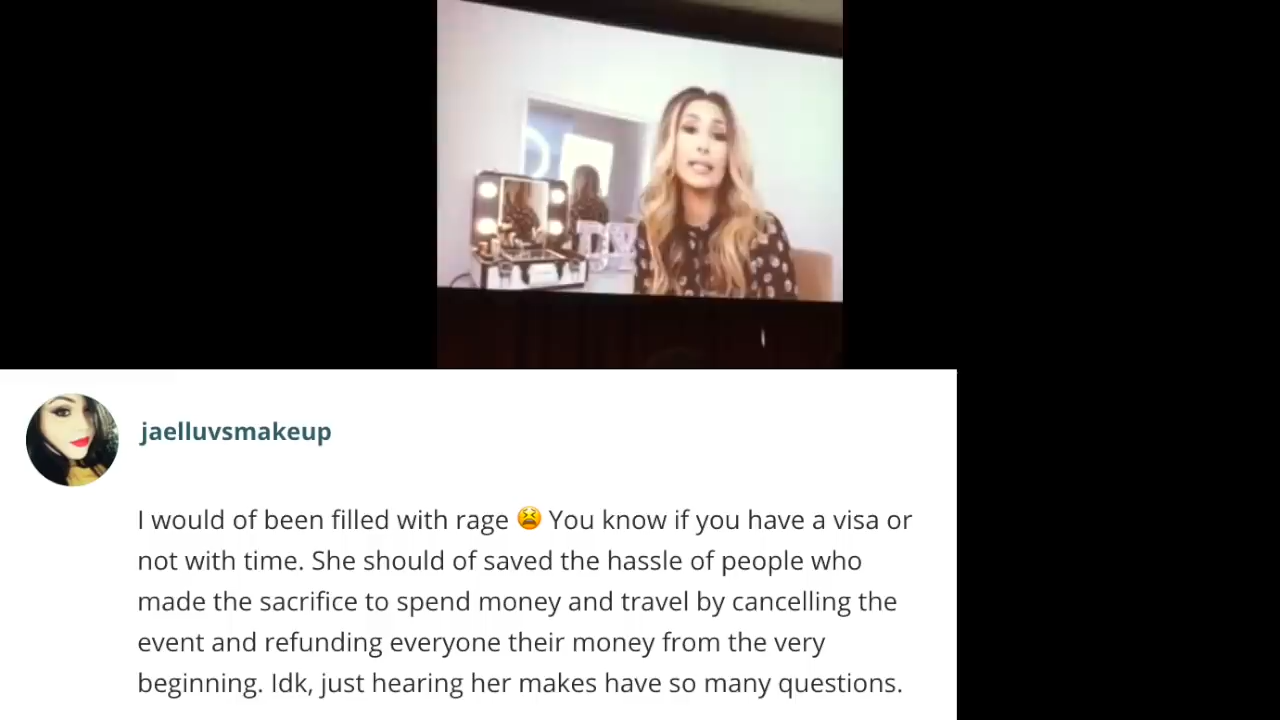 DV
jaelluvsmakeup
I would of been filled with rage 😫 You know if you have a visa or
not with time. She should of saved the hassle of people who
made the sacrifice to spend money and travel by cancelling the
event and refunding everyone their money from the very
beginning. Idk, just hearing her makes have so many questions.